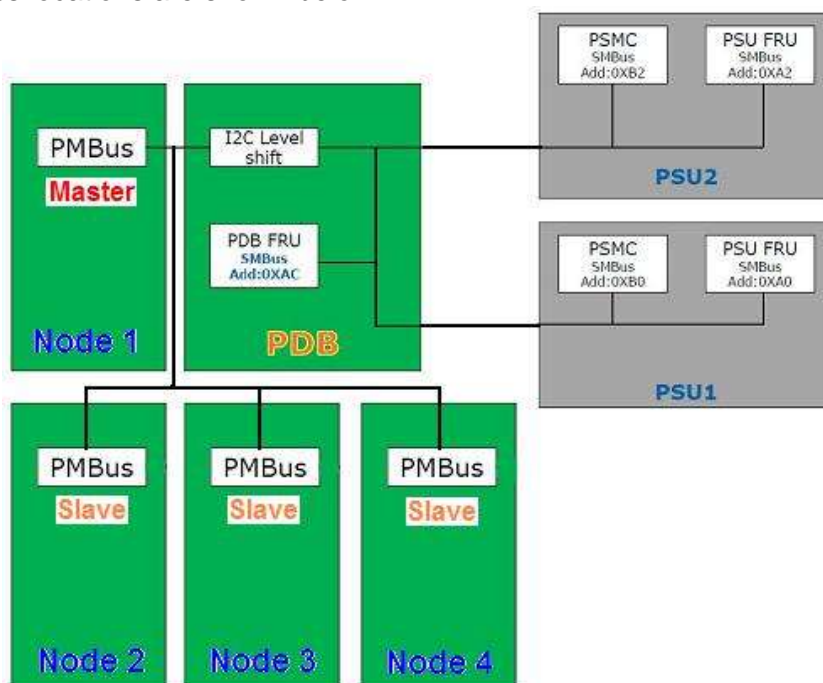 PSMC
SMBus
Add:0XB2
PSU FRU
SMBus
Add:0XA2
PSU2
PMBus
Master
Node 1
I2C Level
shift
PDB FRU
SMBus
Add:0XAC
PDB
PSMC
SMBus
Add:0XB0
PSU FRU
SMBus
Add:0XA0
PSU1
PMBus
Slave
Node 2
PMBus
Slave
Node 3
PMBus
Slave
Node 4